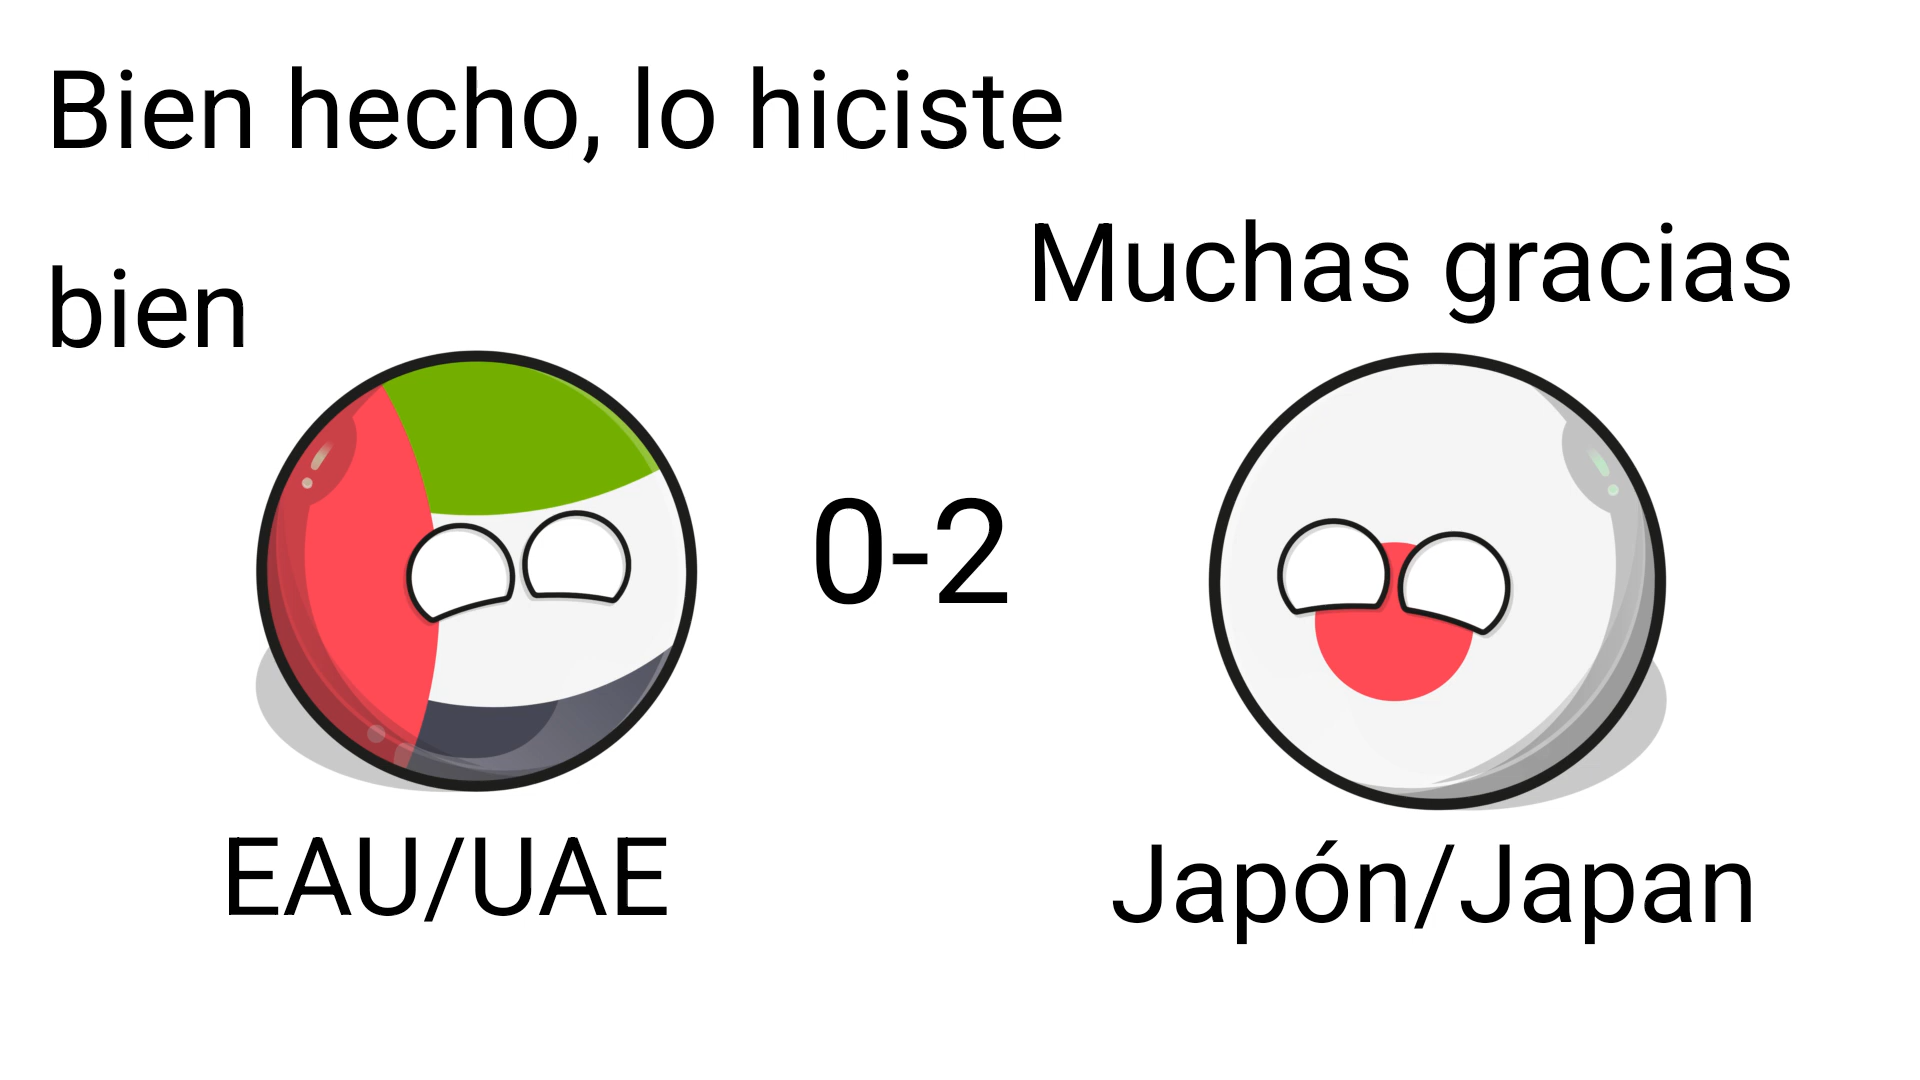 Bien hecho, lo hiciste
bien
Muchas gracias
0-2
EAU/UAE
Japón/Japan